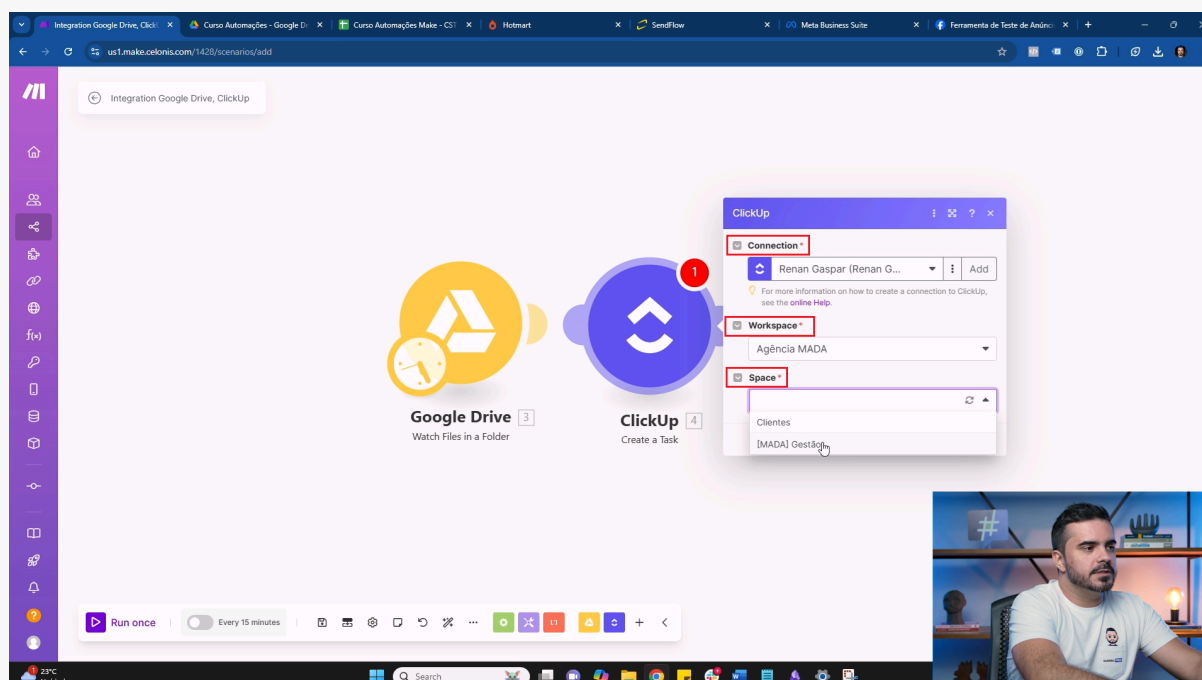 Integration Google Drive, Click
Curso Automações - Google Dr
Curso Automações Make - CST
Hotmart
SendFlow
Meta Business Suite
Ferramenta de Teste de Anúnc
us1.make.celonis.com/1428/scenarios/add
Integration Google Drive, ClickUp
ClickUp
Connection *
Renan Gaspar (Renan G...
Add
For more information on how to create a connection to ClickUp,
see the online Help.
1
Workspace *
Agência MADA
Space *
Clientes
[MADA] Gestão
Google Drive 3
Watch Files in a Folder
ClickUp 4
Create a Task
f(x)
Run once
Every 15 minutes
1
23°C
Search